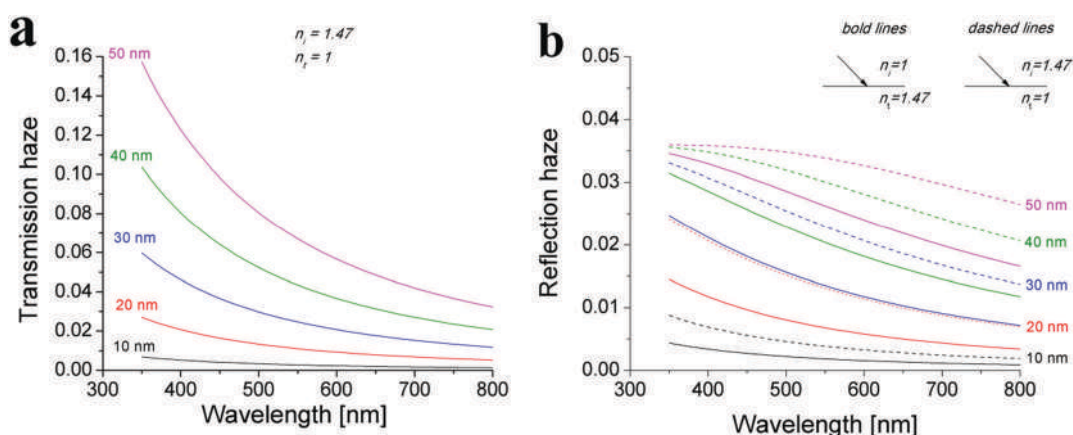 a
n_i = 1.47
n_t = 1
50 nm
40 nm
30 nm
20 nm
10 nm
0.16
0.14
0.12
0.10
0.08
0.06
0.04
0.02
0.00
Transmission haze
300 400 500 600 700 800
Wavelength [nm]
b
bold lines dashed lines
n_i=1 n_i=1.47
n_t=1.47 n_t=1
0.05
0.04
0.03
0.02
0.01
0.00
Reflection haze
50 nm
40 nm
30 nm
20 nm
10 nm
300 400 500 600 700 800
Wavelength [nm]